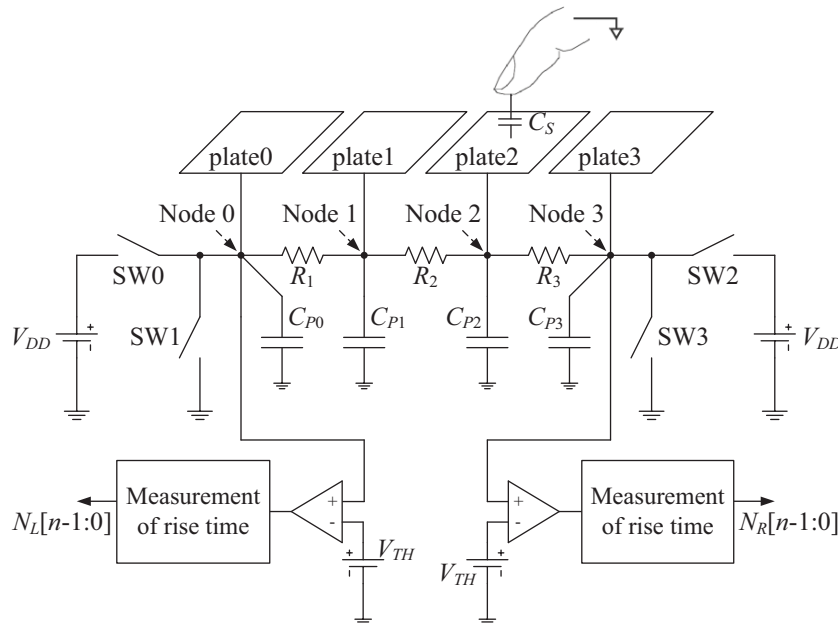 C_S
plate0 plate1 plate2 plate3
Node 0 Node 1 Node 2 Node 3
SW0 R_1 R_2 R_3 SW2
V_DD SW1 C_P0 C_P1 C_P2 C_P3 SW3 V_DD
+ - + -
N_L[n-1:0] Measurement of rise time + - V_TH
V_TH + - Measurement of rise time N_R[n-1:0]
+ - + -